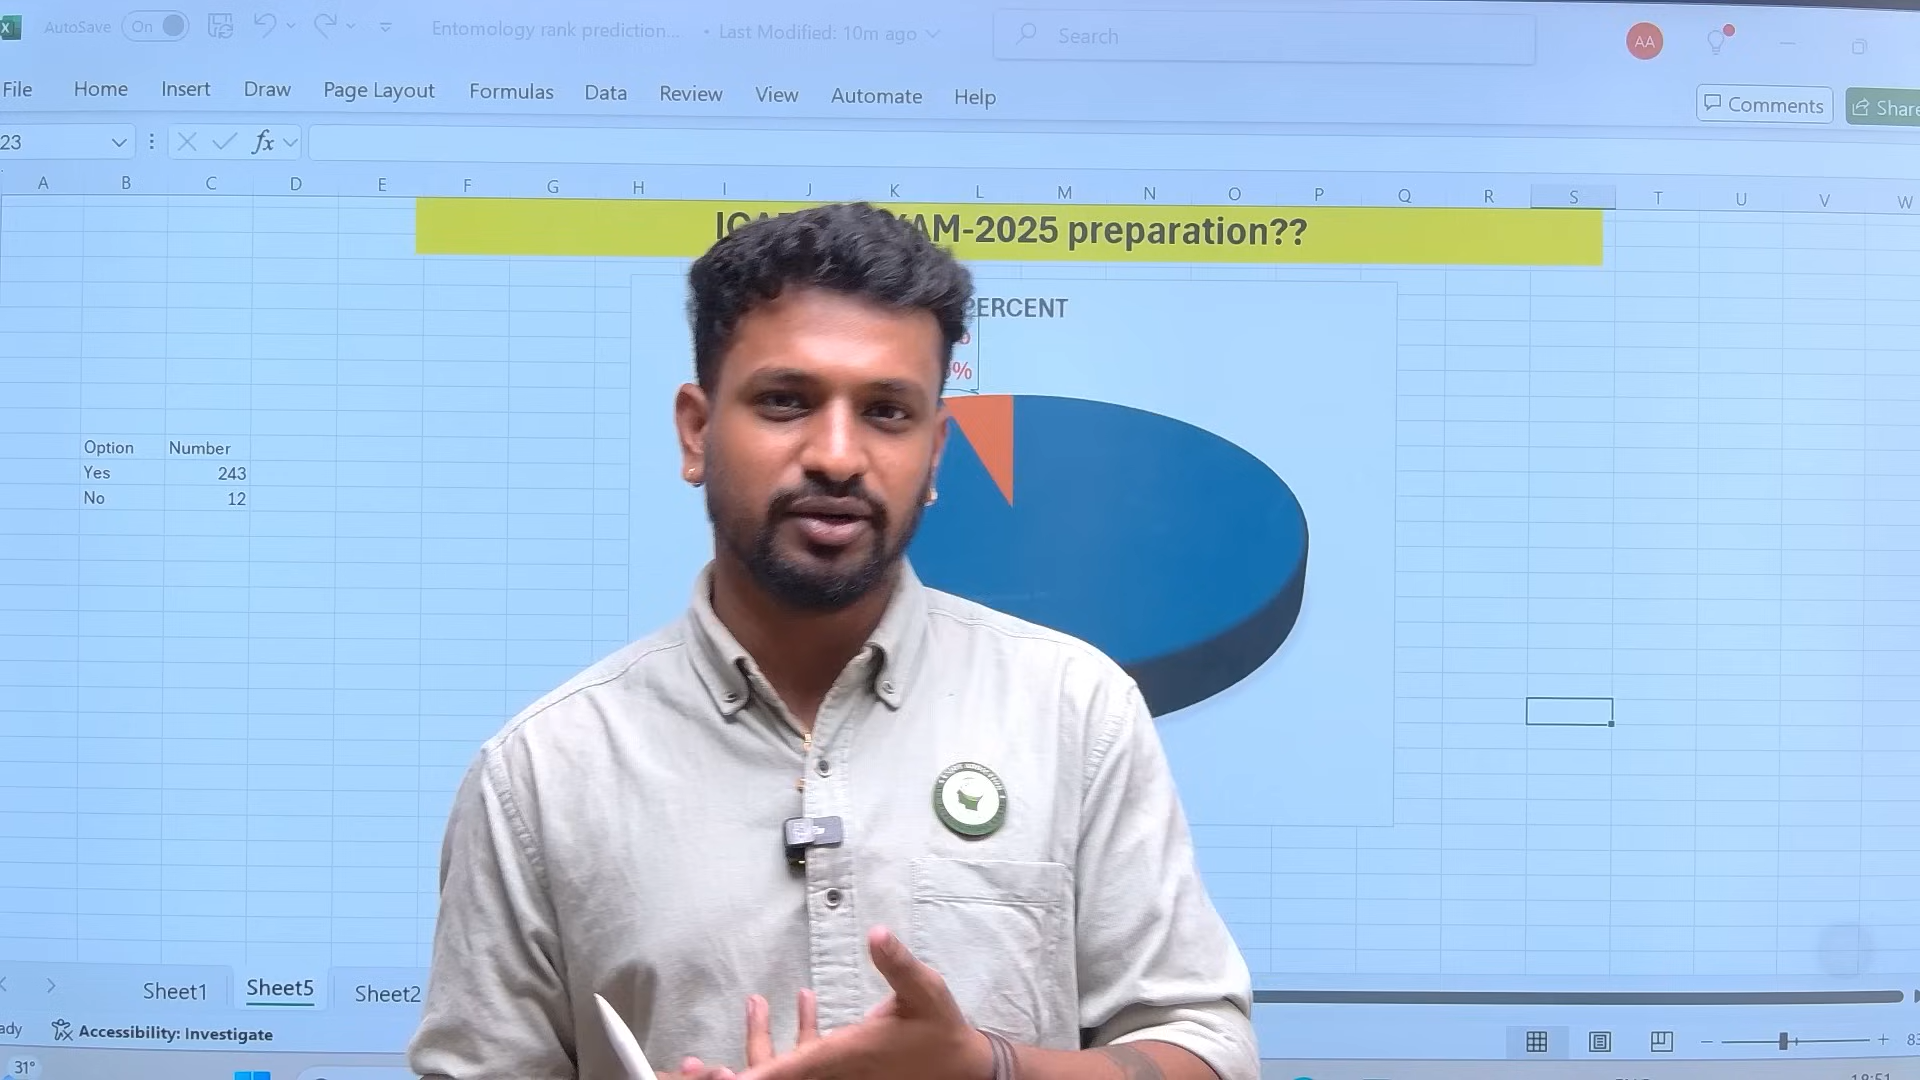 AutoSave On Entomology rank prediction... • Last Modified: 10m ago Search AA
File Home Insert Draw Page Layout Formulas Data Review View Automate Help Comments Share
23 fx
A B C D E F G H I J K L M N O P Q R S T U V W
AM-2025 preparation??
PERCENT
%
Option Number
Yes 243
No 12
Sheet1 Sheet5 Sheet2
Accessibility: Investigate
31°